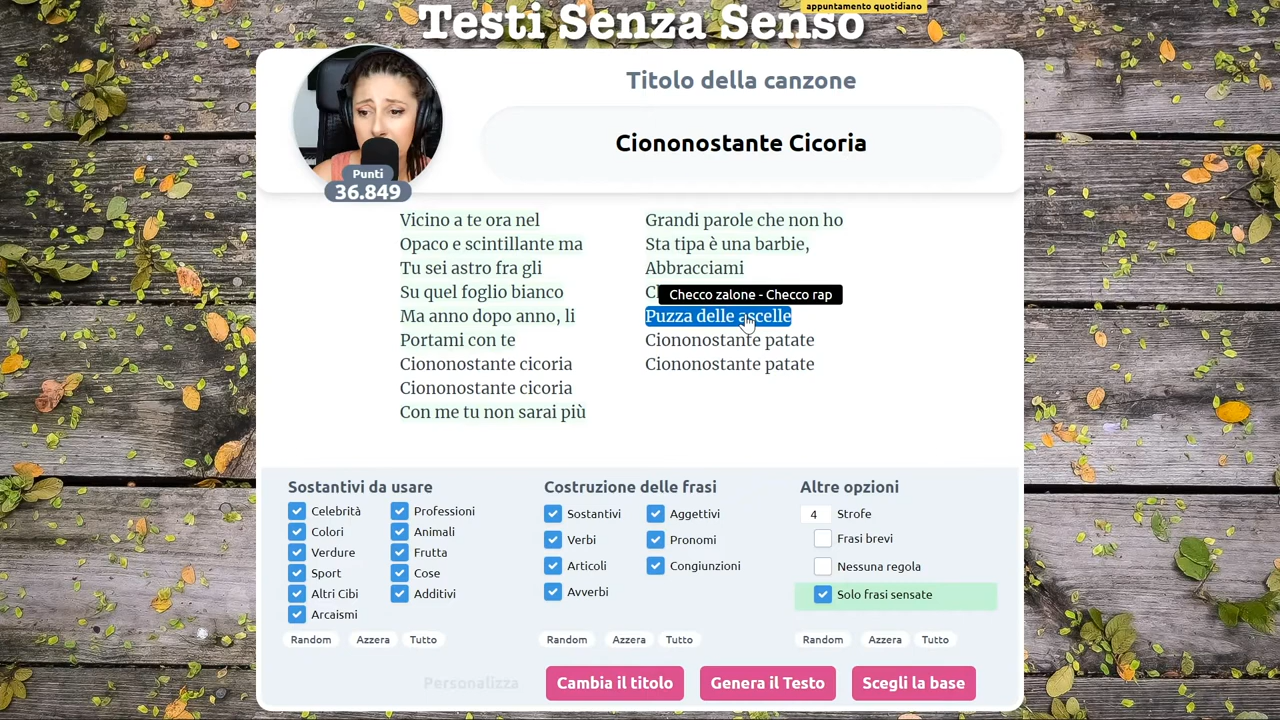 appuntamento quotidiano
Testi Senza Senso
Titolo della canzone
Ciononostante Cicoria
Punti
36.849
Vicino a te ora nel
Opaco e scintillante ma
Tu sei astro fra gli
Su quel foglio bianco
Ma anno dopo anno, li
Portami con te
Ciononostante cicoria
Ciononostante cicoria
Con me tu non sarai più
Grandi parole che non ho
Sta tipa è una barbie,
Abbracciami
Checco zalone - Checco rap
Puzza delle ascelle
Ciononostante patate
Ciononostante patate
Sostantivi da usare
Celebrità
Colori
Verdure
Sport
Altri Cibi
Arcaismi
Professioni
Animali
Frutta
Cose
Additivi
Random Azzera Tutto
Costruzione delle frasi
Sostantivi
Verbi
Articoli
Avverbi
Aggettivi
Pronomi
Congiunzioni
Random Azzera Tutto
Altre opzioni
4 Strofe
Frasi brevi
Nessuna regola
Solo frasi sensate
Random Azzera Tutto
Personalizza
Cambia il titolo
Genera il Testo
Scegli la base